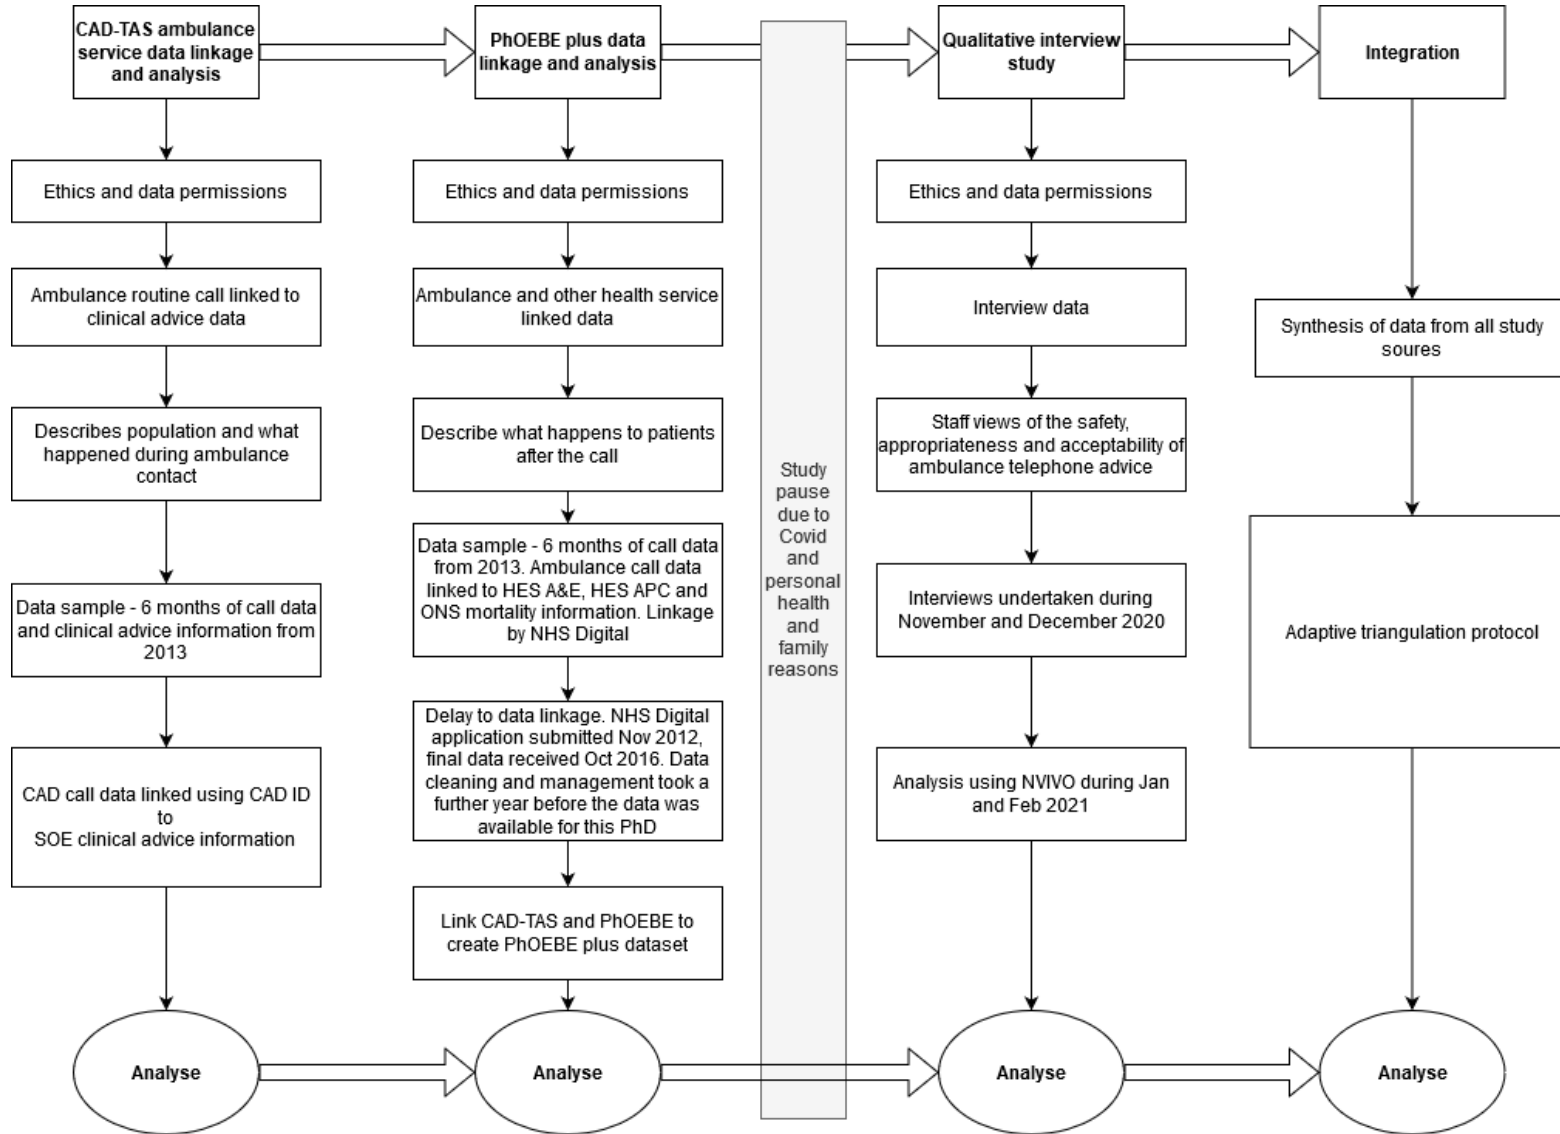 CAD-TAS ambulance
service data linkage
and analysis
Ethics and data permissions
Ambulance routine call linked to
clinical advice data
Describes population and what
happened during ambulance
contact
Data sample - 6 months of call data
and clinical advice information from
2013
CAD call data linked using CAD ID
to
SOE clinical advice information
Analyse
PhOEBE plus data
linkage and analysis
Ethics and data permissions
Ambulance and other health service
linked data
Describe what happens to patients
after the call
Data sample - 6 months of call data
from 2013. Ambulance call data
linked to HES A&E, HES APC and
ONS mortality information. Linkage
by NHS Digital
Delay to data linkage. NHS Digital
application submitted Nov 2012,
final data received Oct 2016. Data
cleaning and management took a
further year before the data was
available for this PhD
Link CAD-TAS and PhOEBE to
create PhOEBE plus dataset
Analyse
Study
pause
due to
Covid
and
personal
health
and
family
reasons
Qualitative interview
study
Ethics and data permissions
Interview data
Staff views of the safety,
appropriateness and acceptability of
ambulance telephone advice
Interviews undertaken during
November and December 2020
Analysis using NVIVO during Jan
and Feb 2021
Analyse
Integration
Synthesis of data from all study
soures
Adaptive triangulation protocol
Analyse